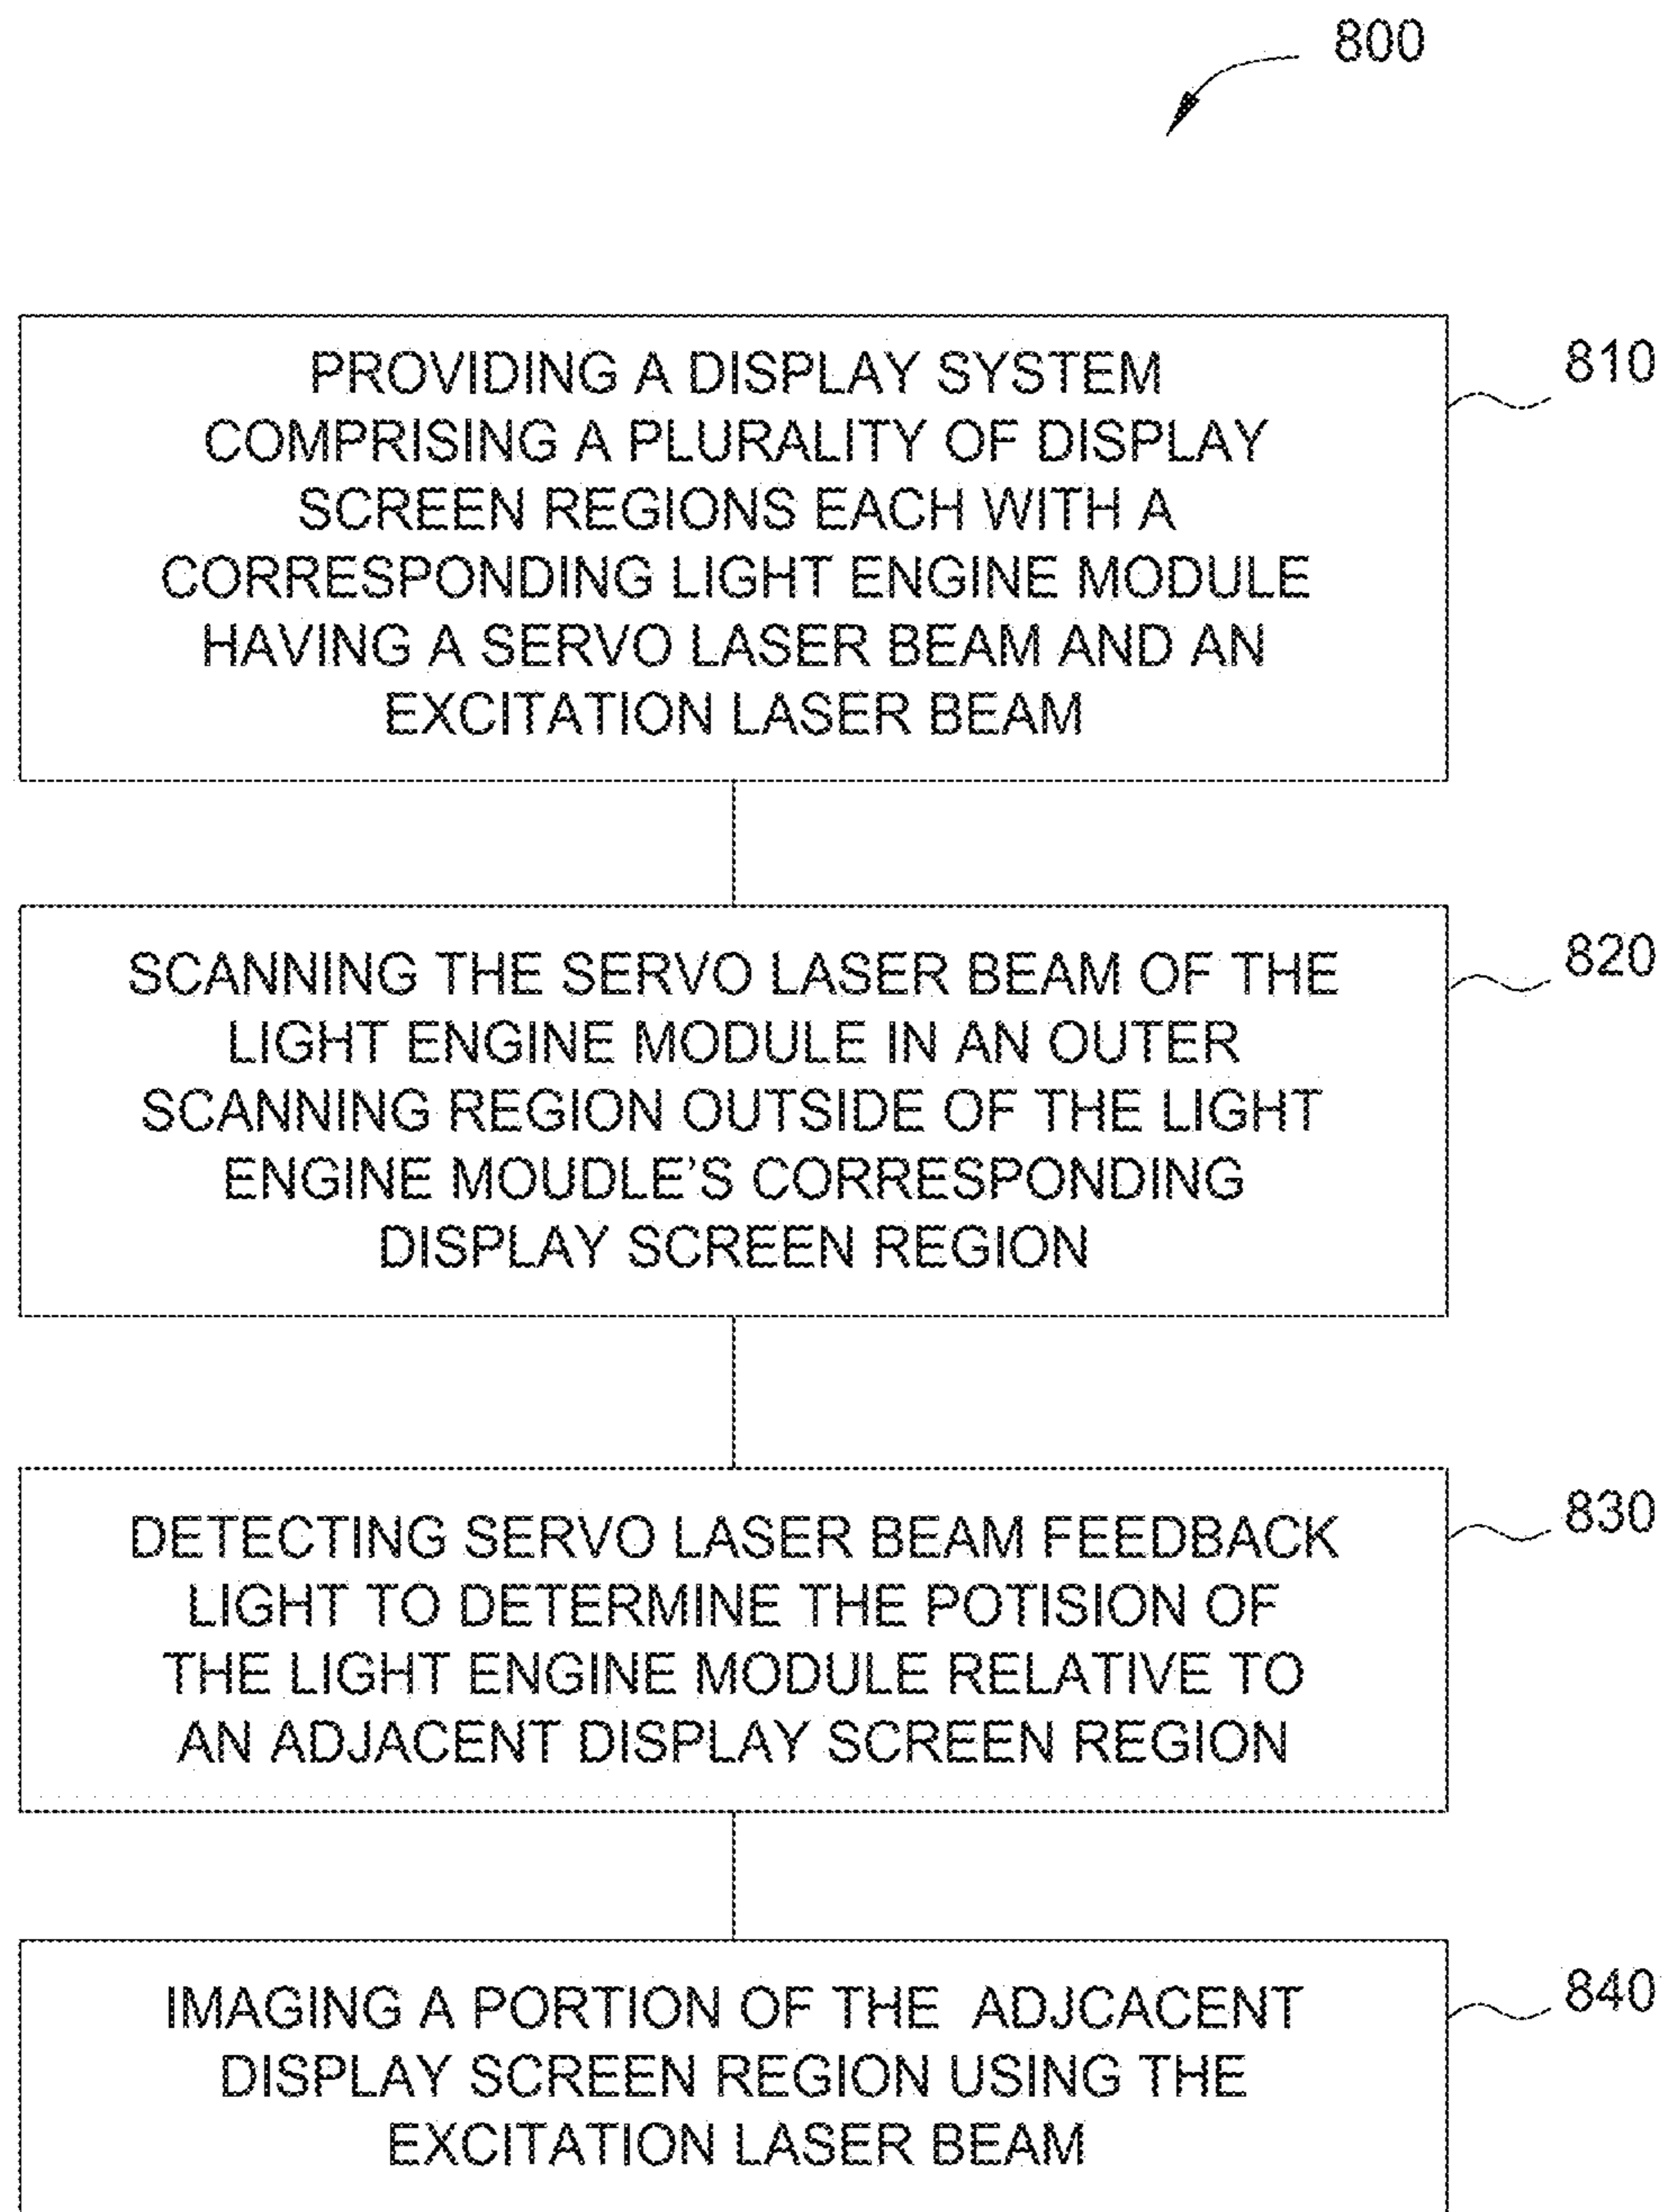 800
PROVIDING A DISPLAY SYSTEM
COMPRISING A PLURALITY OF DISPLAY
SCREEN REGIONS EACH WITH A
CORRESPONDING LIGHT ENGINE MODULE
HAVING A SERVO LASER BEAM AND AN
EXCITATION LASER BEAM
810
SCANNING THE SERVO LASER BEAM OF THE
LIGHT ENGINE MODULE IN AN OUTER
SCANNING REGION OUTSIDE OF THE LIGHT
ENGINE MOUDLE'S CORRESPONDING
DISPLAY SCREEN REGION
820
DETECTING SERVO LASER BEAM FEEDBACK
LIGHT TO DETERMINE THE POTISION OF
THE LIGHT ENGINE MODULE RELATIVE TO
AN ADJACENT DISPLAY SCREEN REGION
830
IMAGING A PORTION OF THE ADJCACENT
DISPLAY SCREEN REGION USING THE
EXCITATION LASER BEAM
840